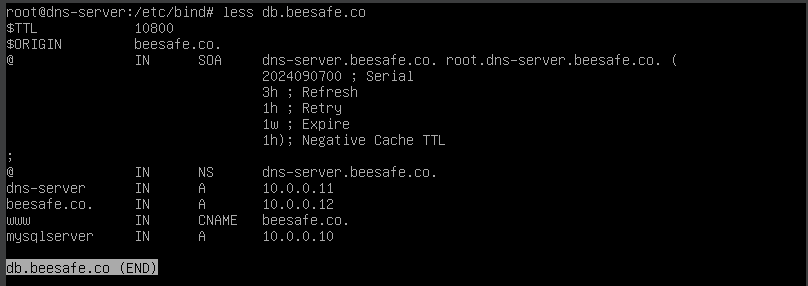 root@dns-server:/etc/bind# less db.beesafe.co
$TTL            10800
$ORIGIN         beesafe.co.
@               IN      SOA     dns-server.beesafe.co. root.dns-server.beesafe.co. (
                                2024090700 ; Serial
                                3h ; Refresh
                                1h ; Retry
                                1w ; Expire
                                1h); Negative Cache TTL
;
@               IN      NS      dns-server.beesafe.co.
dns-server      IN      A       10.0.0.11
beesafe.co.     IN      A       10.0.0.12
www             IN      CNAME   beesafe.co.
mysqlserver     IN      A       10.0.0.10
db.beesafe.co (END)